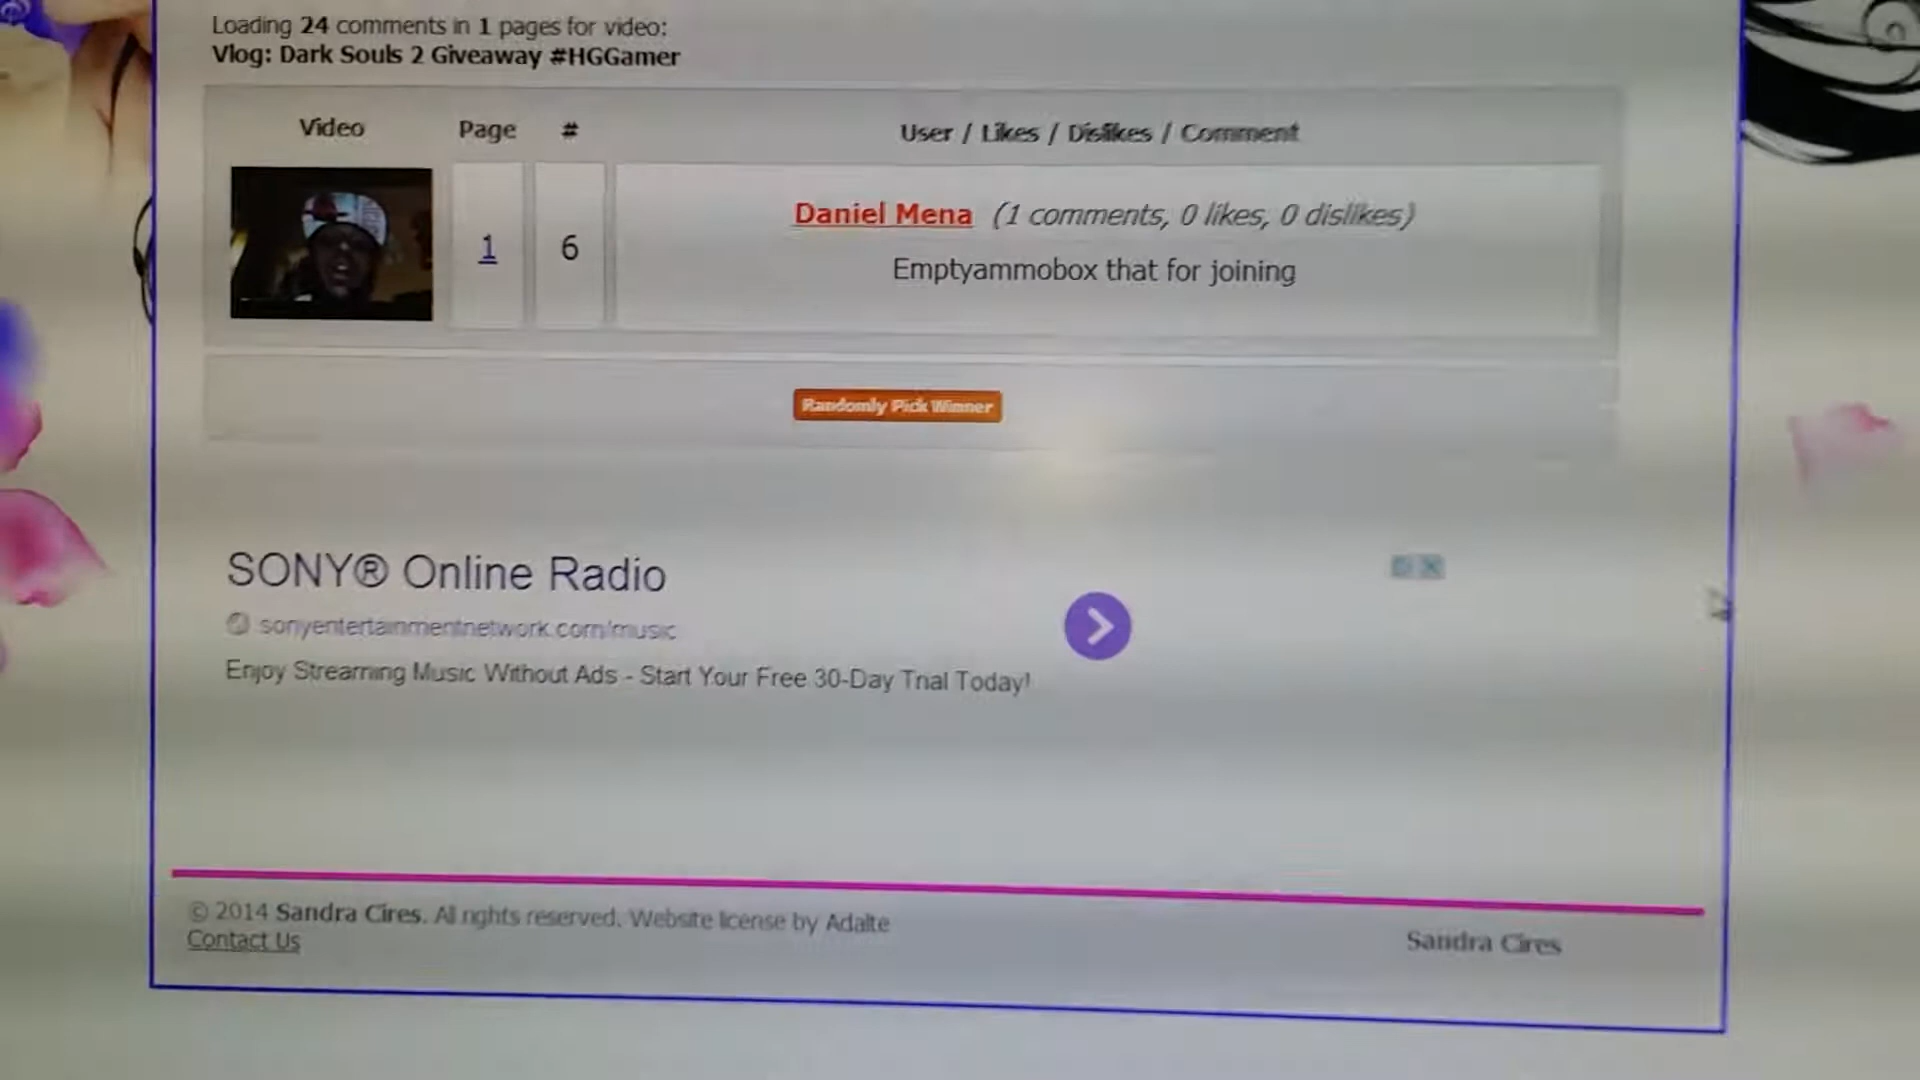 Loading 24 comments in 1 pages for video:
Vlog: Dark Souls 2 Giveaway #HGGamer
Video Page # User / Likes / Dislikes / Comment
1 6 Daniel Mena (1 comments, 0 likes, 0 dislikes)
Emptyammobox that for joining
Randomly Pick Winner
SONY® Online Radio
sonyentertainmentnetwork.com/music
Enjoy Streaming Music Without Ads - Start Your Free 30-Day Trial Today!
© 2014 Sandra Cires. All rights reserved. Website license by Adalte
Contact Us
Sandra Cires